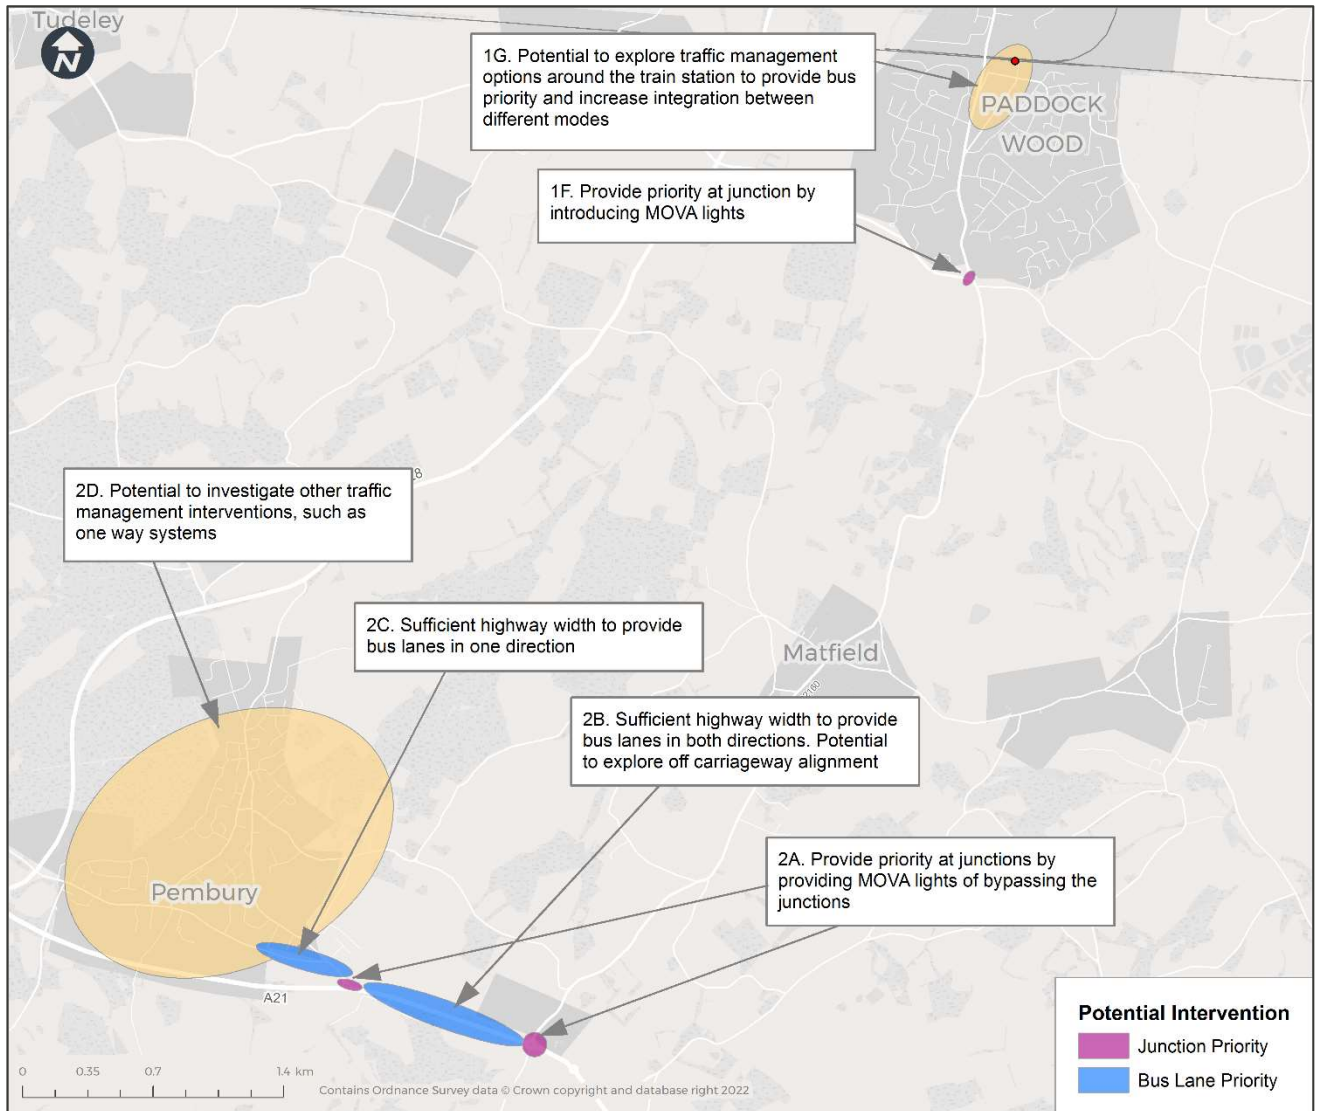 Tudeley
N
1G. Potential to explore traffic management
options around the train station to provide bus
priority and increase integration between
different modes
PADDOCK
WOOD
1F. Provide priority at junction by
introducing MOVA lights
2D. Potential to investigate other traffic
management interventions, such as
one way systems
2C. Sufficient highway width to provide
bus lanes in one direction
Matfield
2B. Sufficient highway width to provide
bus lanes in both directions. Potential
to explore off carriageway alignment
2A. Provide priority at junctions by
providing MOVA lights of bypassing the
junctions
Pembury
A21
Potential Intervention
Junction Priority
Bus Lane Priority
0 0.35 0.7 1.4 km
Contains Ordnance Survey data © Crown copyright and database right 2022